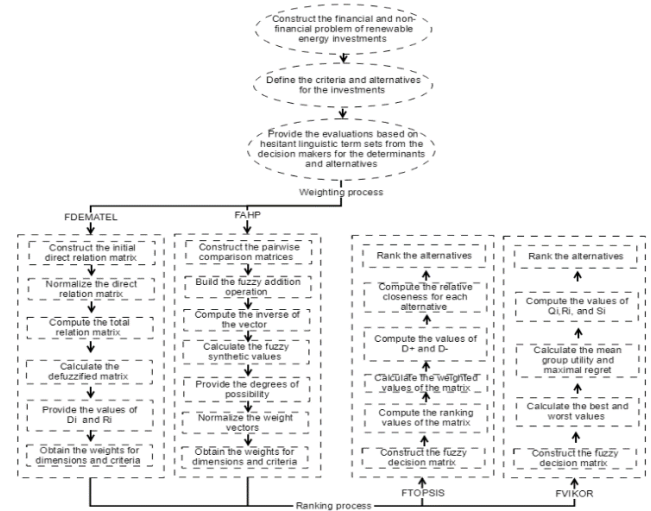 Construct the financial and non-
financial problem of renewable
energy investments
Define the criteria and alternatives
for the investments
Provide the evaluations based on
hesitant linguistic term sets from the
decision makers for the determinants
and alternatives
Weighting process
FDEMATEL
FAHP
Construct the initial
direct relation matrix
Normalize the direct
relation matrix
Compute the total
relation matrix
Calculate the
defuzzified matrix
Provide the values of
Di and Ri
Obtain the weights for
dimensions and criteria
Construct the pairwise
comparison matrices
Build the fuzzy addition
operation
Compute the inverse of
the vector
Calculate the fuzzy
synthetic values
Provide the degrees of
possibility
Normalize the weight
vectors
Obtain the weights for
dimensions and criteria
Rank the alternatives
Compute the relative
closeness for each
alternative
Compute the values of
D+ and D-
Calculate the weighted
values of the matrix
Compute the ranking
values of the matrix
Construct the fuzzy
decision matrix
Rank the alternatives
Compute the values of
Qi,Ri, and Si
Calculate the mean
group utility and
maximal regret
Calculate the best and
worst values
Construct the fuzzy
decision matrix
FTOPSIS
FVIKOR
Ranking process